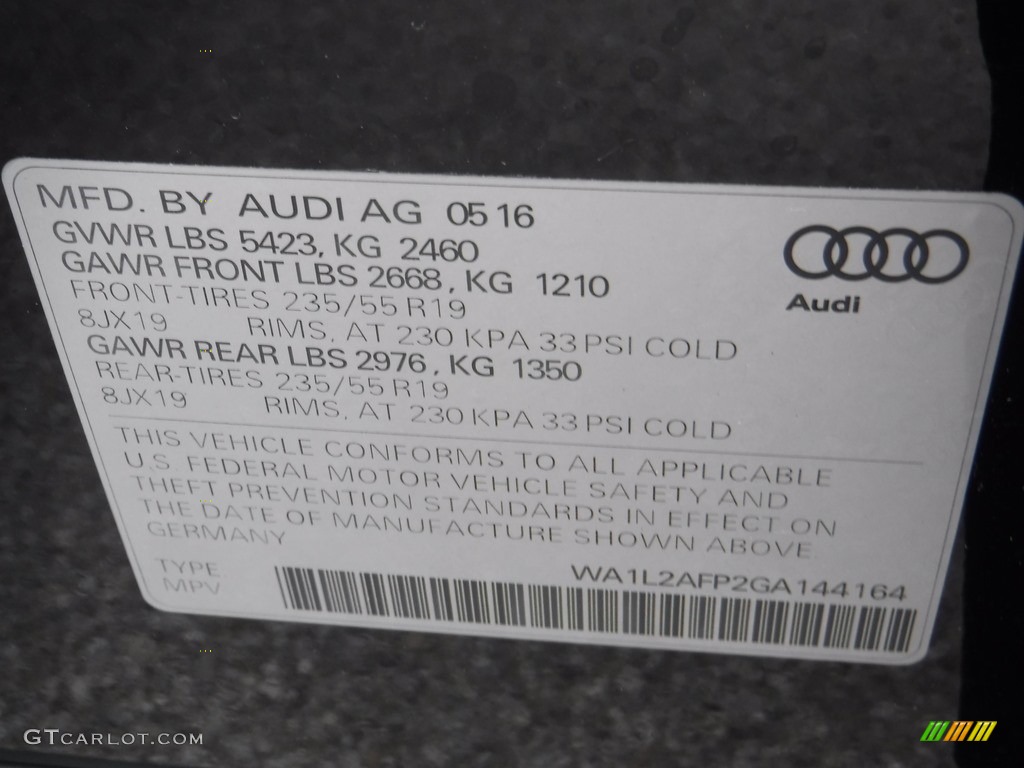 MFD. BY AUDI AG 05 16
GVWR LBS 5423, KG 2460
GAWR FRONT LBS 2668, KG 1210
FRONT-TIRES 235/55 R19
8JX19 RIMS, AT 230 KPA 33 PSI COLD
GAWR REAR LBS 2976, KG 1350
REAR-TIRES 235/55 R19
8JX19 RIMS, AT 230 KPA 33 PSI COLD
Audi
THIS VEHICLE CONFORMS TO ALL APPLICABLE
U.S. FEDERAL MOTOR VEHICLE SAFETY AND
THEFT PREVENTION STANDARDS IN EFFECT ON
THE DATE OF MANUFACTURE SHOWN ABOVE
GERMANY
TYPE.
MPV
WA1L2AFP2GA144164
GTCARLOT.COM